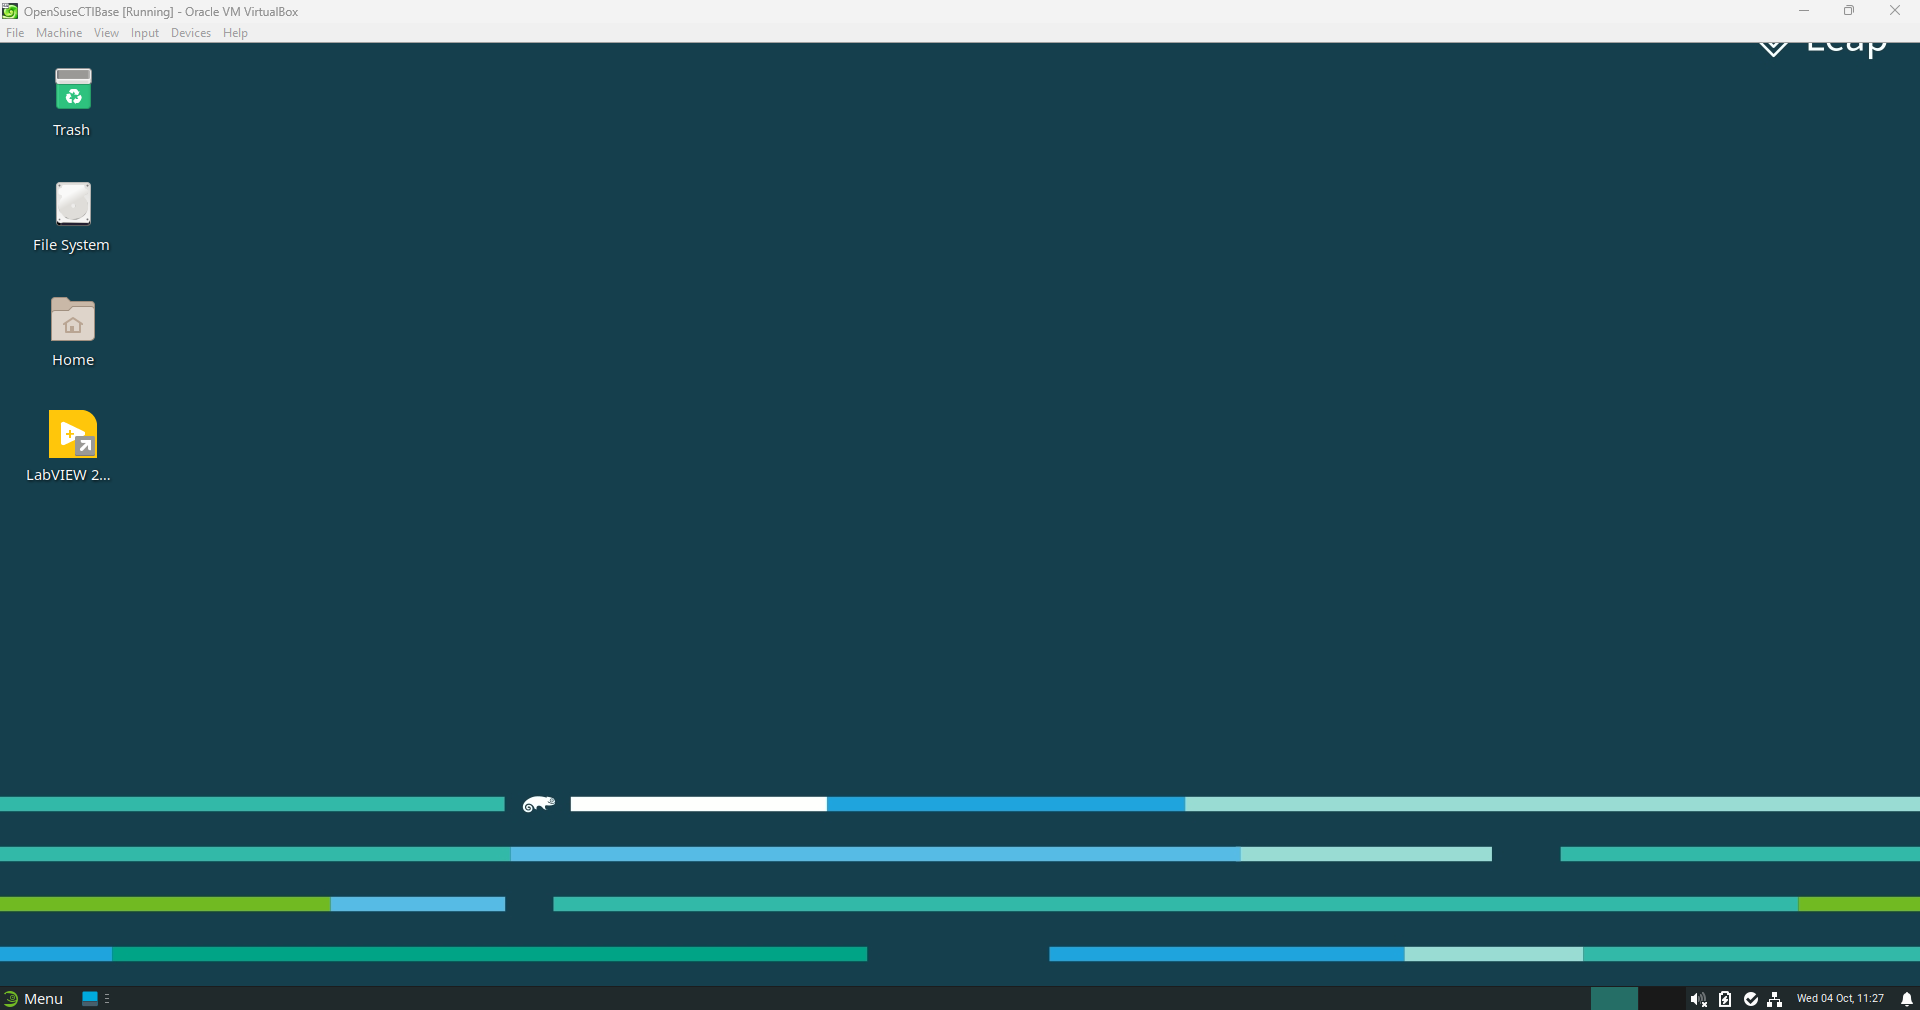 OpenSuseCTIBase [Running] - Oracle VM VirtualBox
File Machine View Input Devices Help
Leap
Trash
File System
Home
LabVIEW 2...
Menu
Wed 04 Oct, 11:27